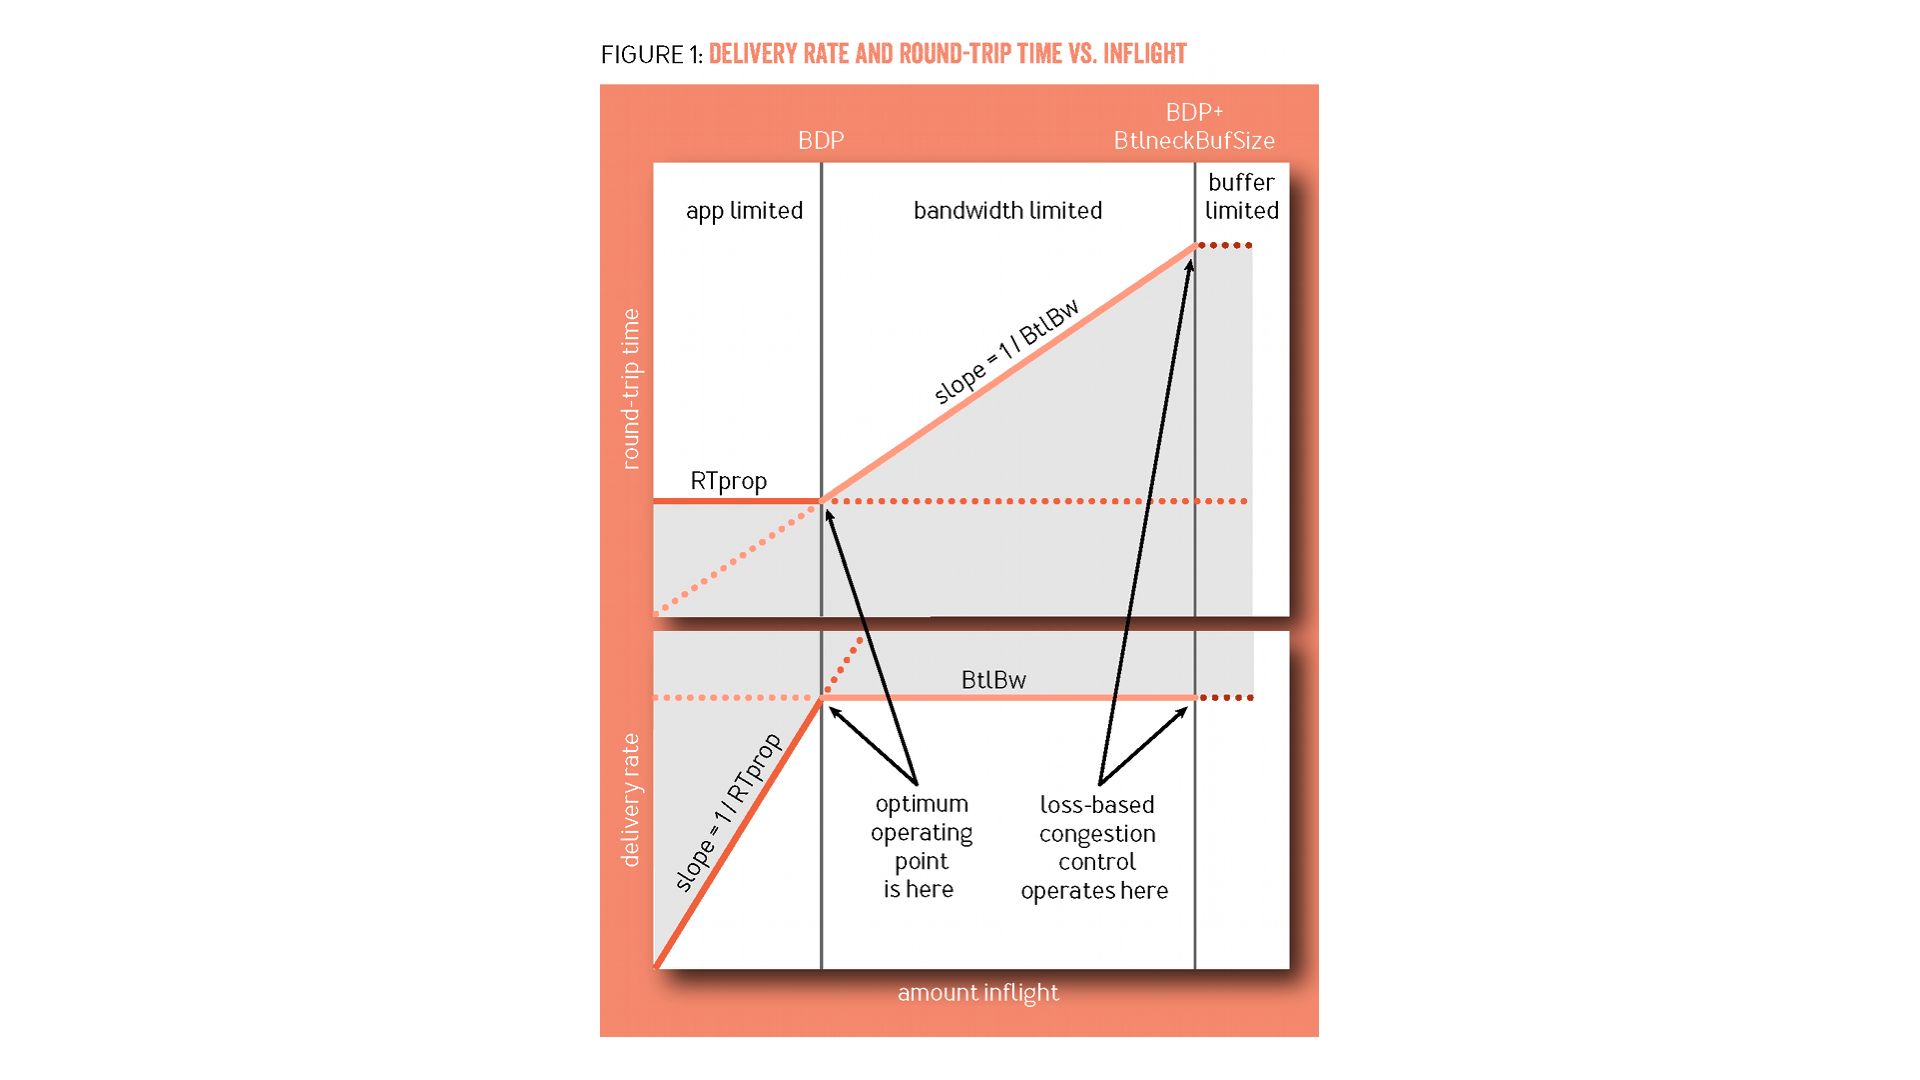 FIGURE 1: DELIVERY RATE AND ROUND-TRIP TIME VS. INFLIGHT
BDP
BDP+
BtlneckBufSize
app limited
bandwidth limited
buffer
limited
round-trip time
slope = 1 / BtlBw
RTprop
BtlBw
delivery rate
slope = 1 / RTprop
optimum
operating
point
is here
loss-based
congestion
control
operates here
amount inflight